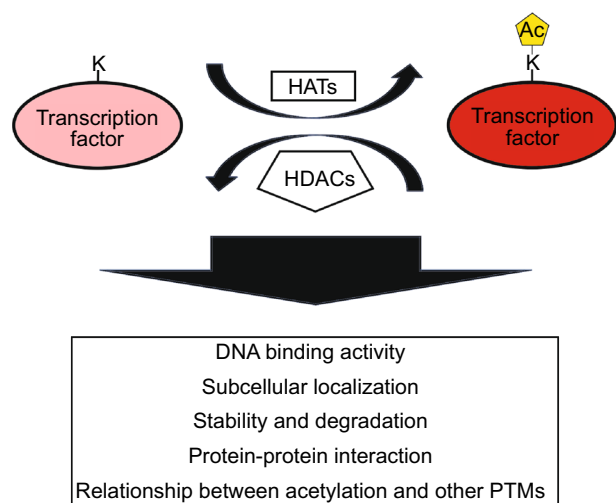 Ac
K
K
HATs
Transcription
factor
Transcription
factor
HDACs
DNA binding activity
Subcellular localization
Stability and degradation
Protein-protein interaction
Relationship between acetylation and other PTMs